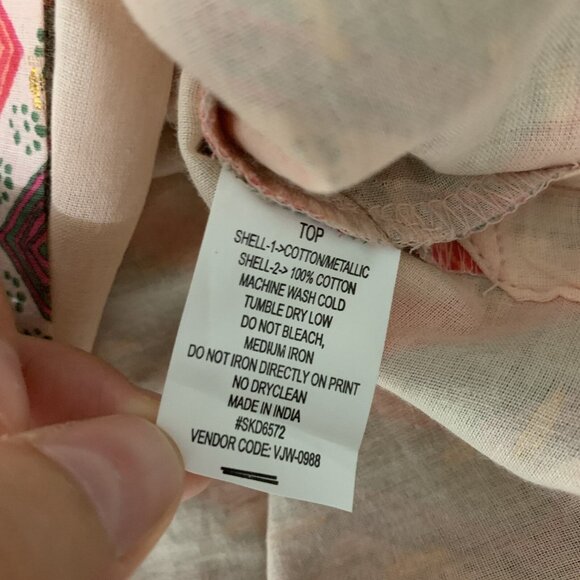 TOP
SHELL-1->COTTON/METALLIC
SHELL-2-> 100% COTTON
MACHINE WASH COLD
TUMBLE DRY LOW
DO NOT BLEACH,
MEDIUM IRON
DO NOT IRON DIRECTLY ON PRINT
NO DRYCLEAN
MADE IN INDIA
#SKD6572
VENDOR CODE: VJW-0988